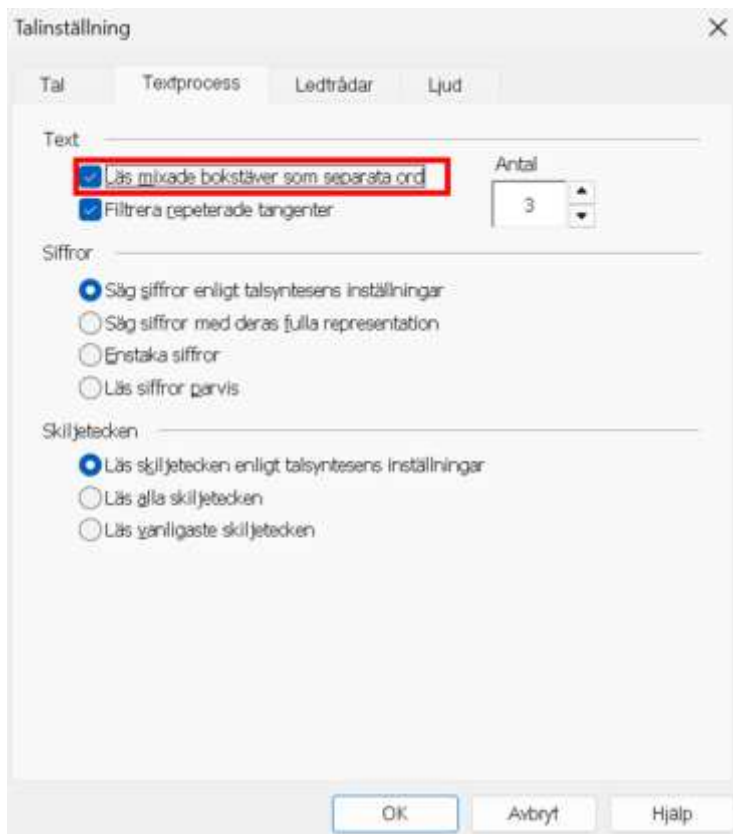 Talinställning
Tal Textprocess Ledtrådar Ljud
Text
Läs mixade bokstäver som separata ord
Antal
Filtrera repeterade tangenter
3
Siffror
Säg siffror enligt talsyntesens inställningar
Säg siffror med deras fulla representation
Enstaka siffror
Läs siffror parvis
Skiljetecken
Läs skiljetecken enligt talsyntesens inställningar
Läs alla skiljetecken
Läs vanligaste skiljetecken
OK Avbryt Hjälp